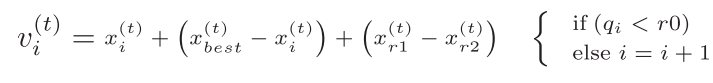 v_i^{(t)} = x_i^{(t)} + (x_{best}^{(t)} − x_i^{(t)}) + (x_{r1}^{(t)} − x_{r2}^{(t)}) { if (q_i < r0)
else i = i + 1